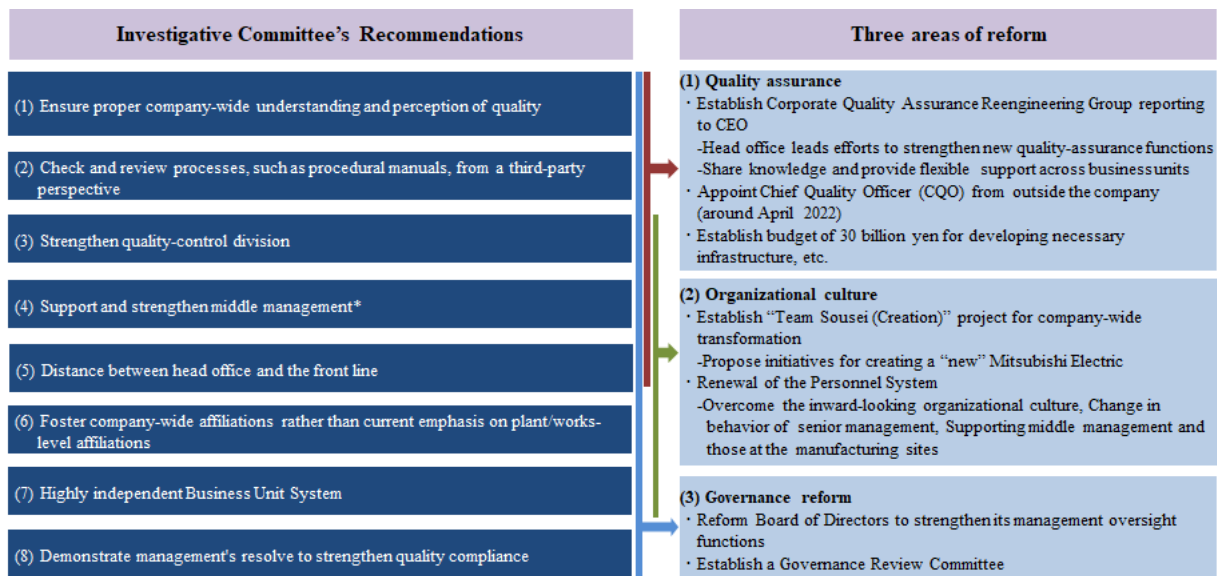 Investigative Committee's Recommendations
(1) Ensure proper company-wide understanding and perception of quality
(2) Check and review processes, such as procedural manuals, from a third-party
perspective
(3) Strengthen quality-control division
(4) Support and strengthen middle management*
(5) Distance between head office and the front line
(6) Foster company-wide affiliations rather than current emphasis on plant/works-
level affiliations
(7) Highly independent Business Unit System
(8) Demonstrate management's resolve to strengthen quality compliance
Three areas of reform
(1) Quality assurance
・Establish Corporate Quality Assurance Reengineering Group reporting
to CEO
-Head office leads efforts to strengthen new quality-assurance functions
-Share knowledge and provide flexible support across business units
・Appoint Chief Quality Officer (CQO) from outside the company
(around April 2022)
・Establish budget of 30 billion yen for developing necessary
infrastructure, etc.
(2) Organizational culture
・Establish “Team Sousei (Creation)” project for company-wide
transformation
-Propose initiatives for creating a “new” Mitsubishi Electric
・Renewal of the Personnel System
-Overcome the inward-looking organizational culture, Change in
behavior of senior management, Supporting middle management and
those at the manufacturing sites
(3) Governance reform
・Reform Board of Directors to strengthen its management oversight
functions
・Establish a Governance Review Committee